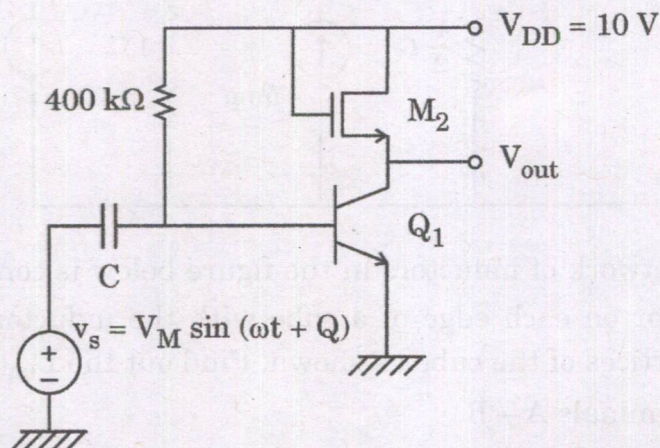 V_DD = 10 V
400 kΩ
M_2
V_out
Q_1
C
v_s = V_M sin (ωt + Q)
+
−